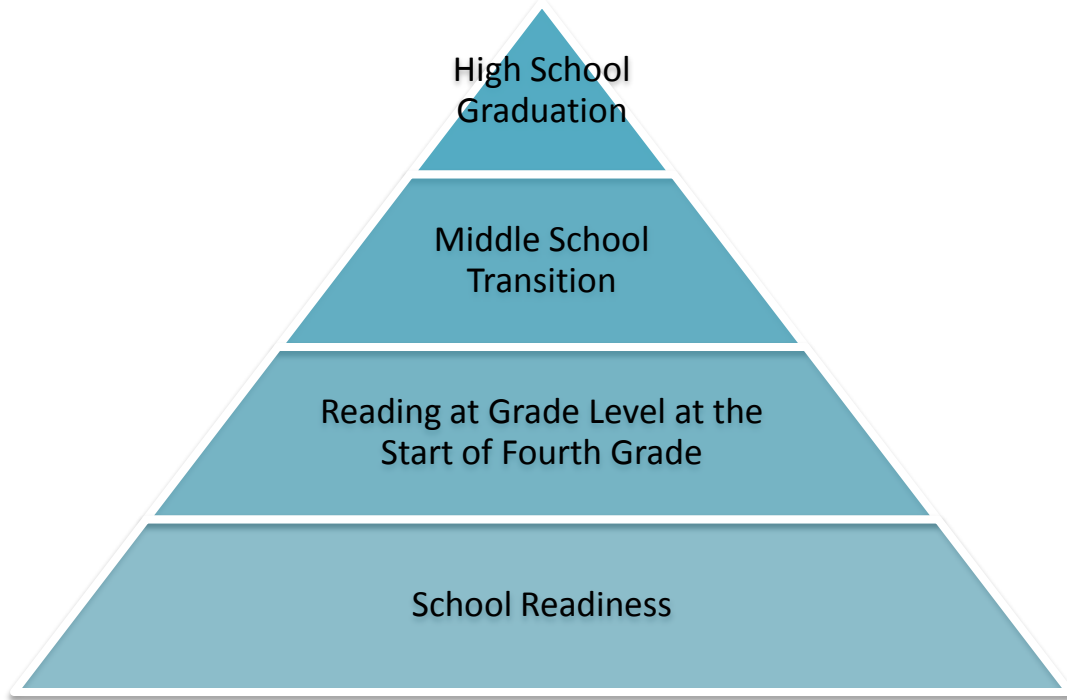 High School
Graduation
Middle School
Transition
Reading at Grade Level at the
Start of Fourth Grade
School Readiness